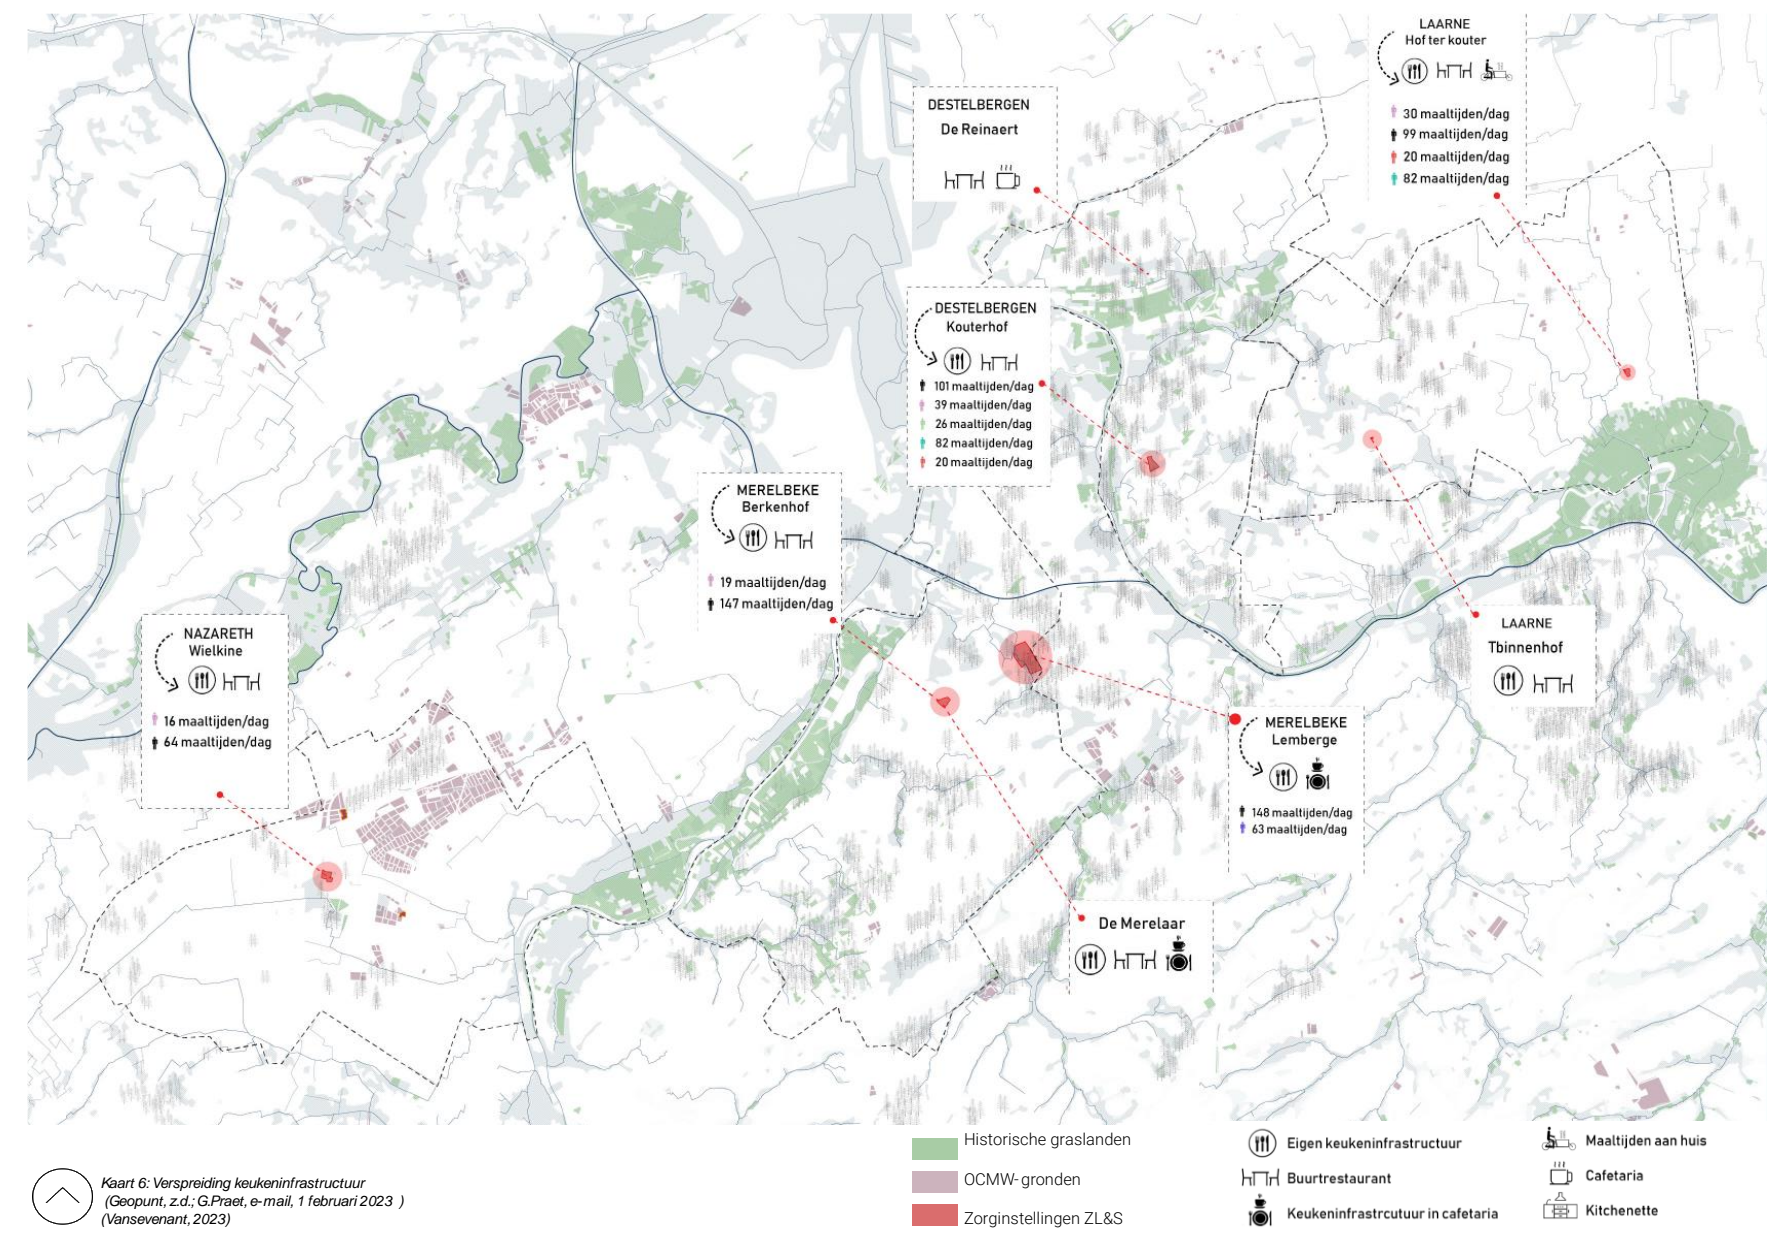 LAARNE
Hof ter kouter
30 maaltijden/dag
99 maaltijden/dag
20 maaltijden/dag
82 maaltijden/dag
DESTELBERGEN
De Reinaert
DESTELBERGEN
Kouterhof
101 maaltijden/dag
39 maaltijden/dag
26 maaltijden/dag
82 maaltijden/dag
20 maaltijden/dag
MERELBEKE
Berkenhof
19 maaltijden/dag
147 maaltijden/dag
NAZARETH
Wielkine
16 maaltijden/dag
64 maaltijden/dag
LAARNE
Tbinnenhof
MERELBEKE
Lemberge
148 maaltijden/dag
63 maaltijden/dag
De Merelaar
Kaart 6: Verspreiding keukeninfrastructuur
(Geopunt, z.d.; G.Praet, e-mail, 1 februari 2023 )
(Vansevenant, 2023)
Historische graslanden
OCMW-gronden
Zorginstellingen ZL&S
Eigen keukeninfrastructuur
Buurtrestaurant
Keukeninfrastrcutuur in cafetaria
Maaltijden aan huis
Cafetaria
Kitchenette